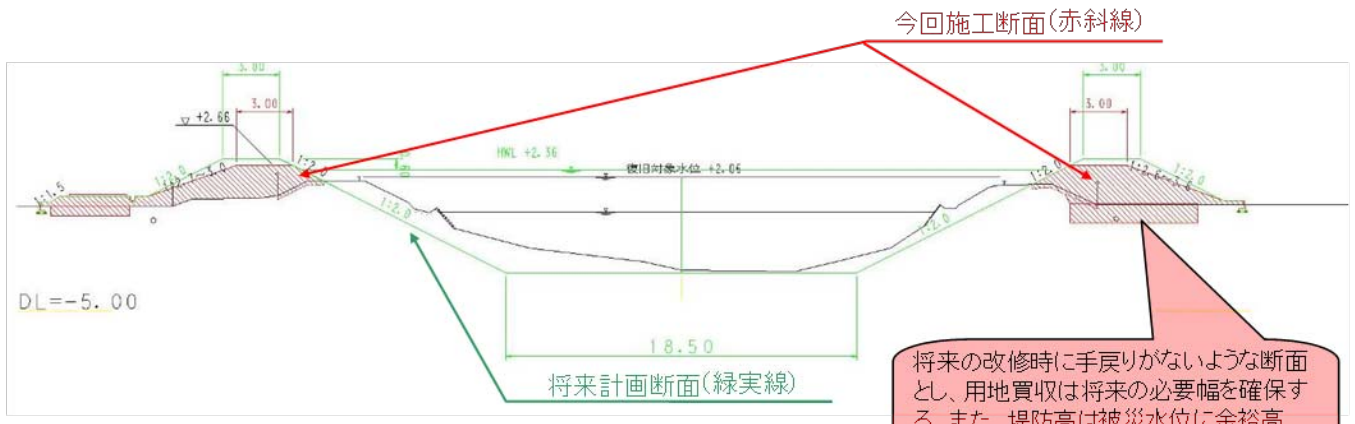 今回施工断面(赤斜線)
3.00
3.00
3.00
3.00
▽ +2.66
HWL +2.36
復旧対象水位 +2.06
1:2.0
1:2.0
1:2.0
1:1.5
1:2.0
1:2.0
1:2.0
DL=-5.00
18.50
将来計画断面(緑実線)
将来の改修時に手戻りがないような断面
とし、用地買収は将来の必要幅を確保す
る。また、堤防高は被災水位に余裕高